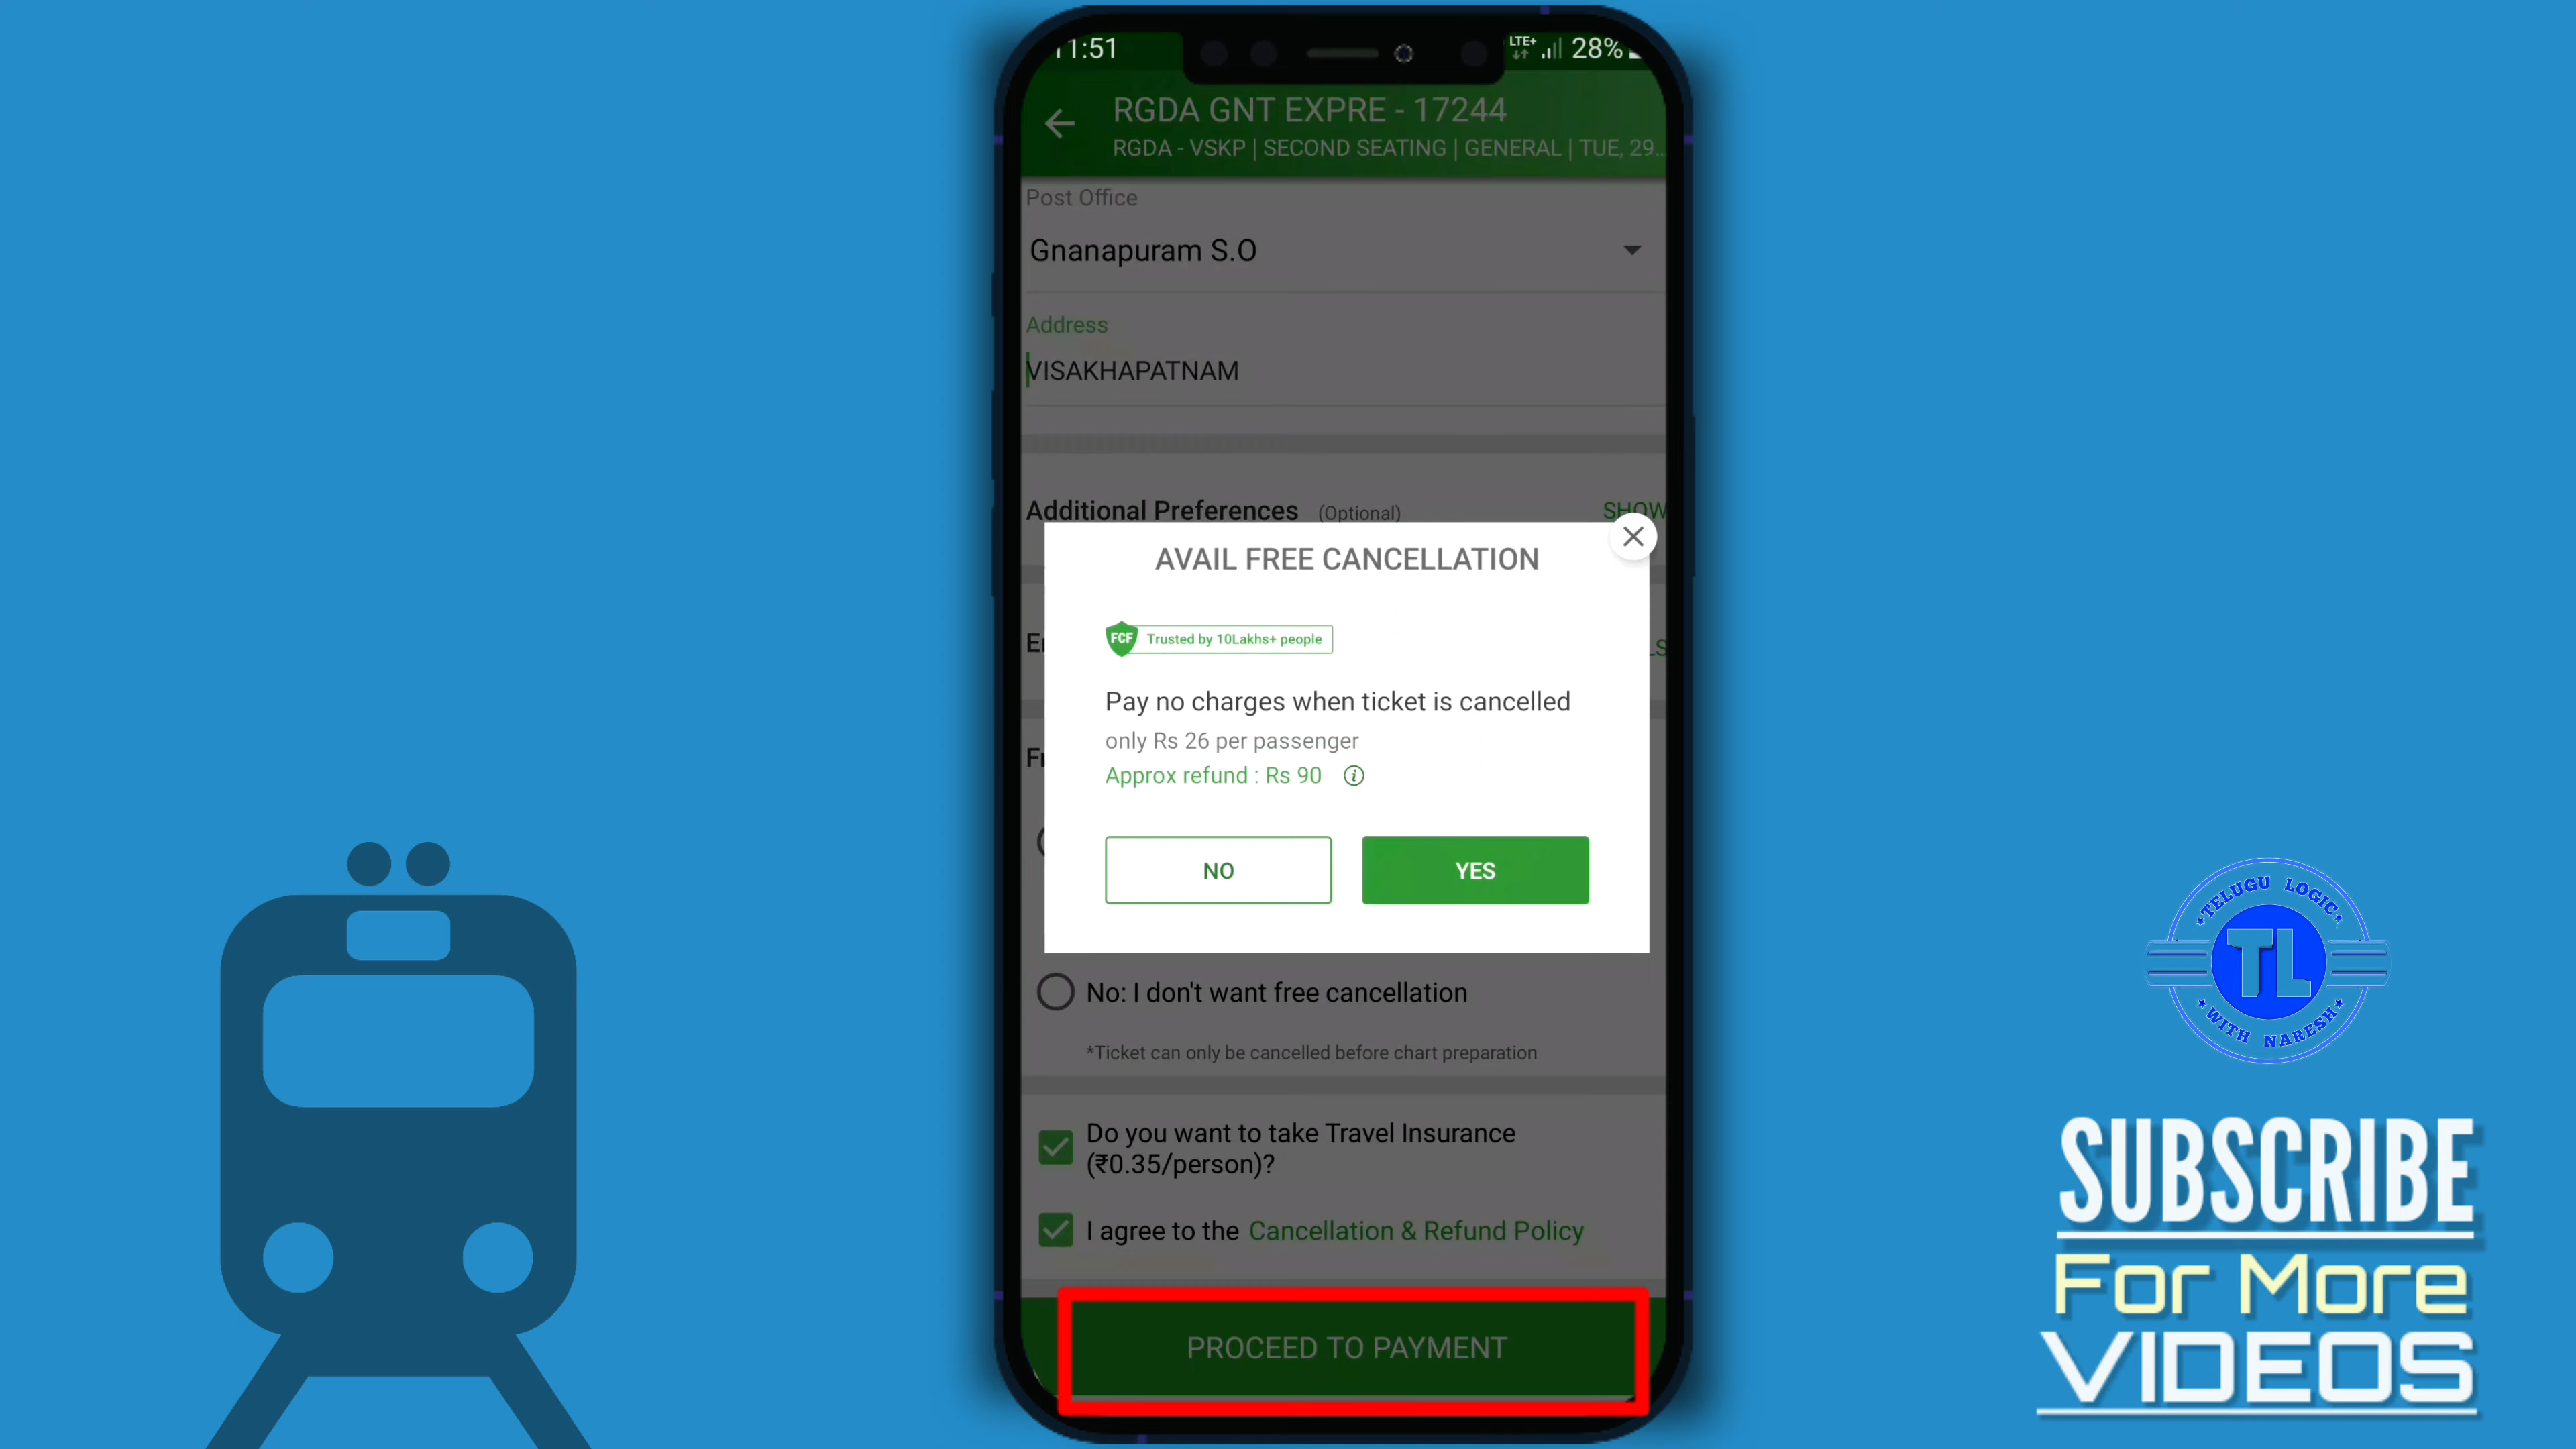 11:51
LTE+ 28%
RGDA GNT EXPRE - 17244
RGDA - VSKP | SECOND SEATING | GENERAL | TUE, 29...
Post Office
Gnanapuram S.O
Address
VISAKHAPATNAM
Additional Preferences (Optional) SHOW
AVAIL FREE CANCELLATION
FCF Trusted by 10Lakhs+ people
Pay no charges when ticket is cancelled
only Rs 26 per passenger
Approx refund : Rs 90
NO YES
No: I don't want free cancellation
*Ticket can only be cancelled before chart preparation
Do you want to take Travel Insurance
(₹0.35/person)?
I agree to the Cancellation & Refund Policy
PROCEED TO PAYMENT
TELUGU LOGIC
TL
WITH NARESH
SUBSCRIBE
For More
VIDEOS